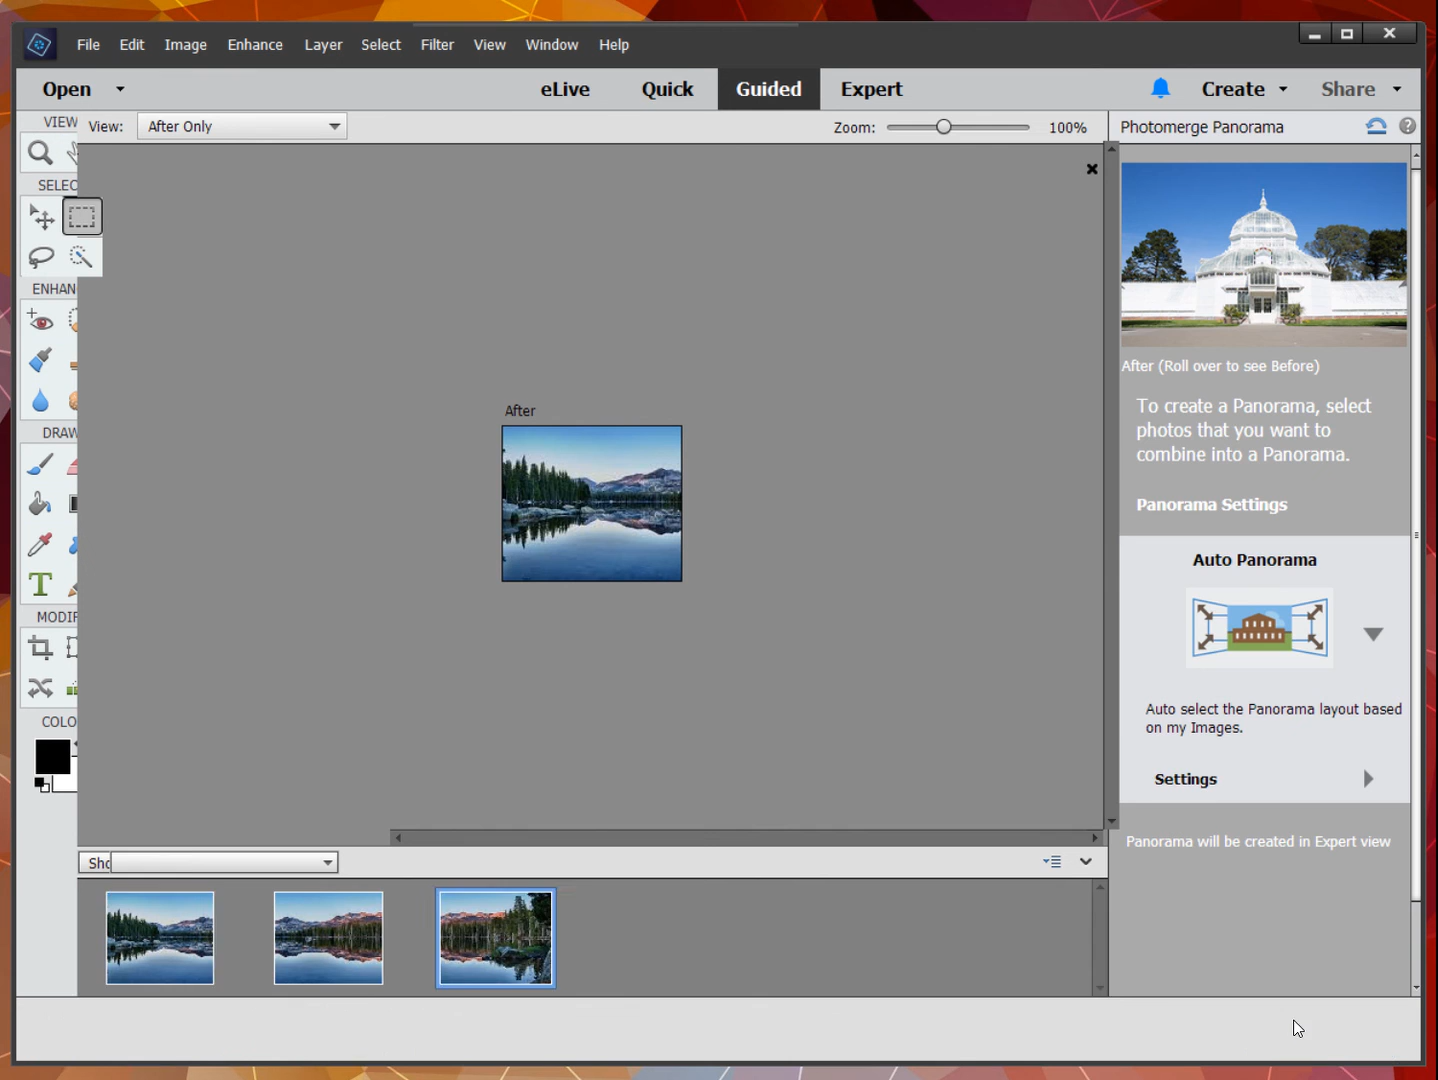 File Edit Image Enhance Layer Select Filter View Window Help
Open eLive Quick Guided Expert Create Share
VIEW View: After Only Zoom: 100% Photomerge Panorama
SELEC
ENHAN
DRAW
MODIF
COLO
After
After (Roll over to see Before)
To create a Panorama, select
photos that you want to
combine into a Panorama.
Panorama Settings
Auto Panorama
Auto select the Panorama layout based
on my Images.
Settings
Panorama will be created in Expert view
Sho